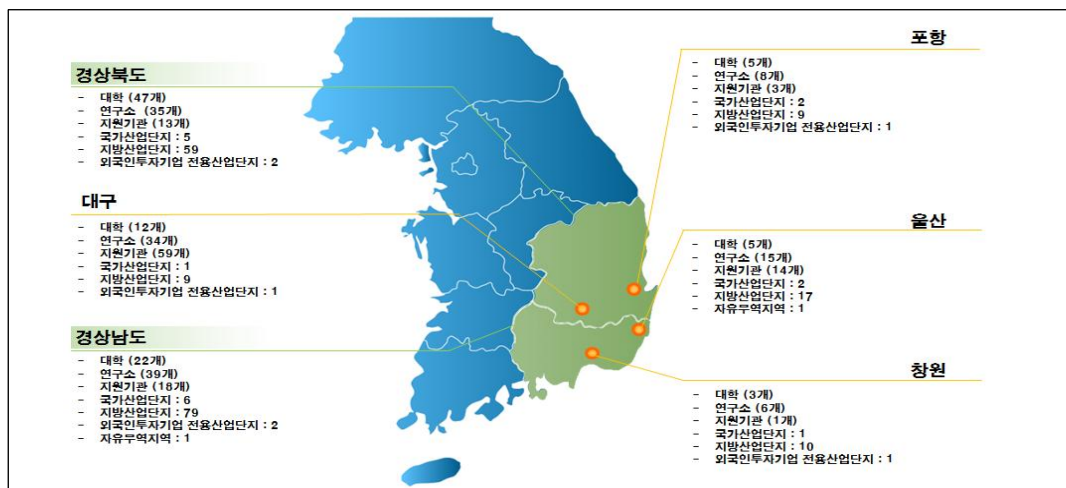 경상북도
- 대학 (47개)
- 연구소 (35개)
- 지원기관 (13개)
- 국가산업단지 : 5
- 지방산업단지 : 59
- 외국인투자기업 전용산업단지 : 2
대구
- 대학 (12개)
- 연구소 (34개)
- 지원기관 (59개)
- 국가산업단지 : 1
- 지방산업단지 : 9
- 외국인투자기업 전용산업단지 : 1
경상남도
- 대학 (22개)
- 연구소 (39개)
- 지원기관 (18개)
- 국가산업단지 : 6
- 지방산업단지 : 79
- 외국인투자기업 전용산업단지 : 2
- 자유무역지역 : 1
포항
- 대학 (5개)
- 연구소 (8개)
- 지원기관 (3개)
- 국가산업단지 : 2
- 지방산업단지 : 9
- 외국인투자기업 전용산업단지 : 1
울산
- 대학 (5개)
- 연구소 (15개)
- 지원기관 (14개)
- 국가산업단지 : 2
- 지방산업단지 : 17
- 자유무역지역 : 1
창원
- 대학 (3개)
- 연구소 (6개)
- 지원기관 (1개)
- 국가산업단지 : 1
- 지방산업단지 : 10
- 외국인투자기업 전용산업단지 : 1